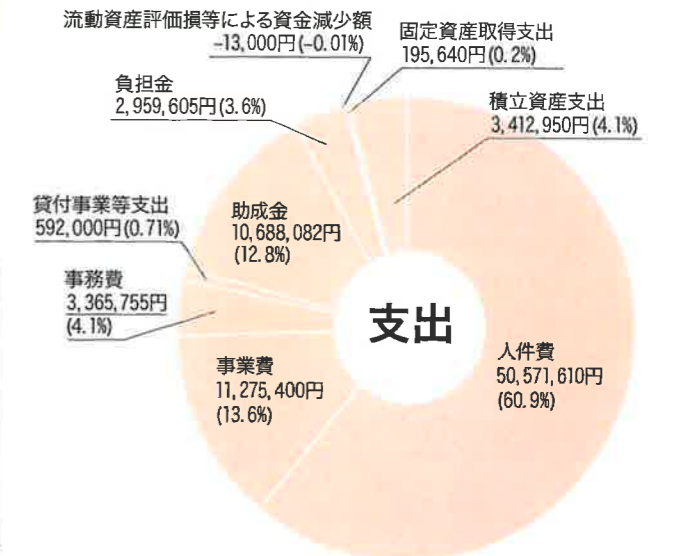 流動資産評価損等による資金減少額
-13,000円(-0.01%)
固定資産取得支出
195,640円(0.2%)
負担金
2,959,605円(3.6%)
積立資産支出
3,412,950円(4.1%)
貸付事業等支出
592,000円(0.71%)
助成金
10,688,082円
(12.8%)
事務費
3,365,755円
(4.1%)
支出
人件費
50,571,610円
(60.9%)
事業費
11,275,400円
(13.6%)